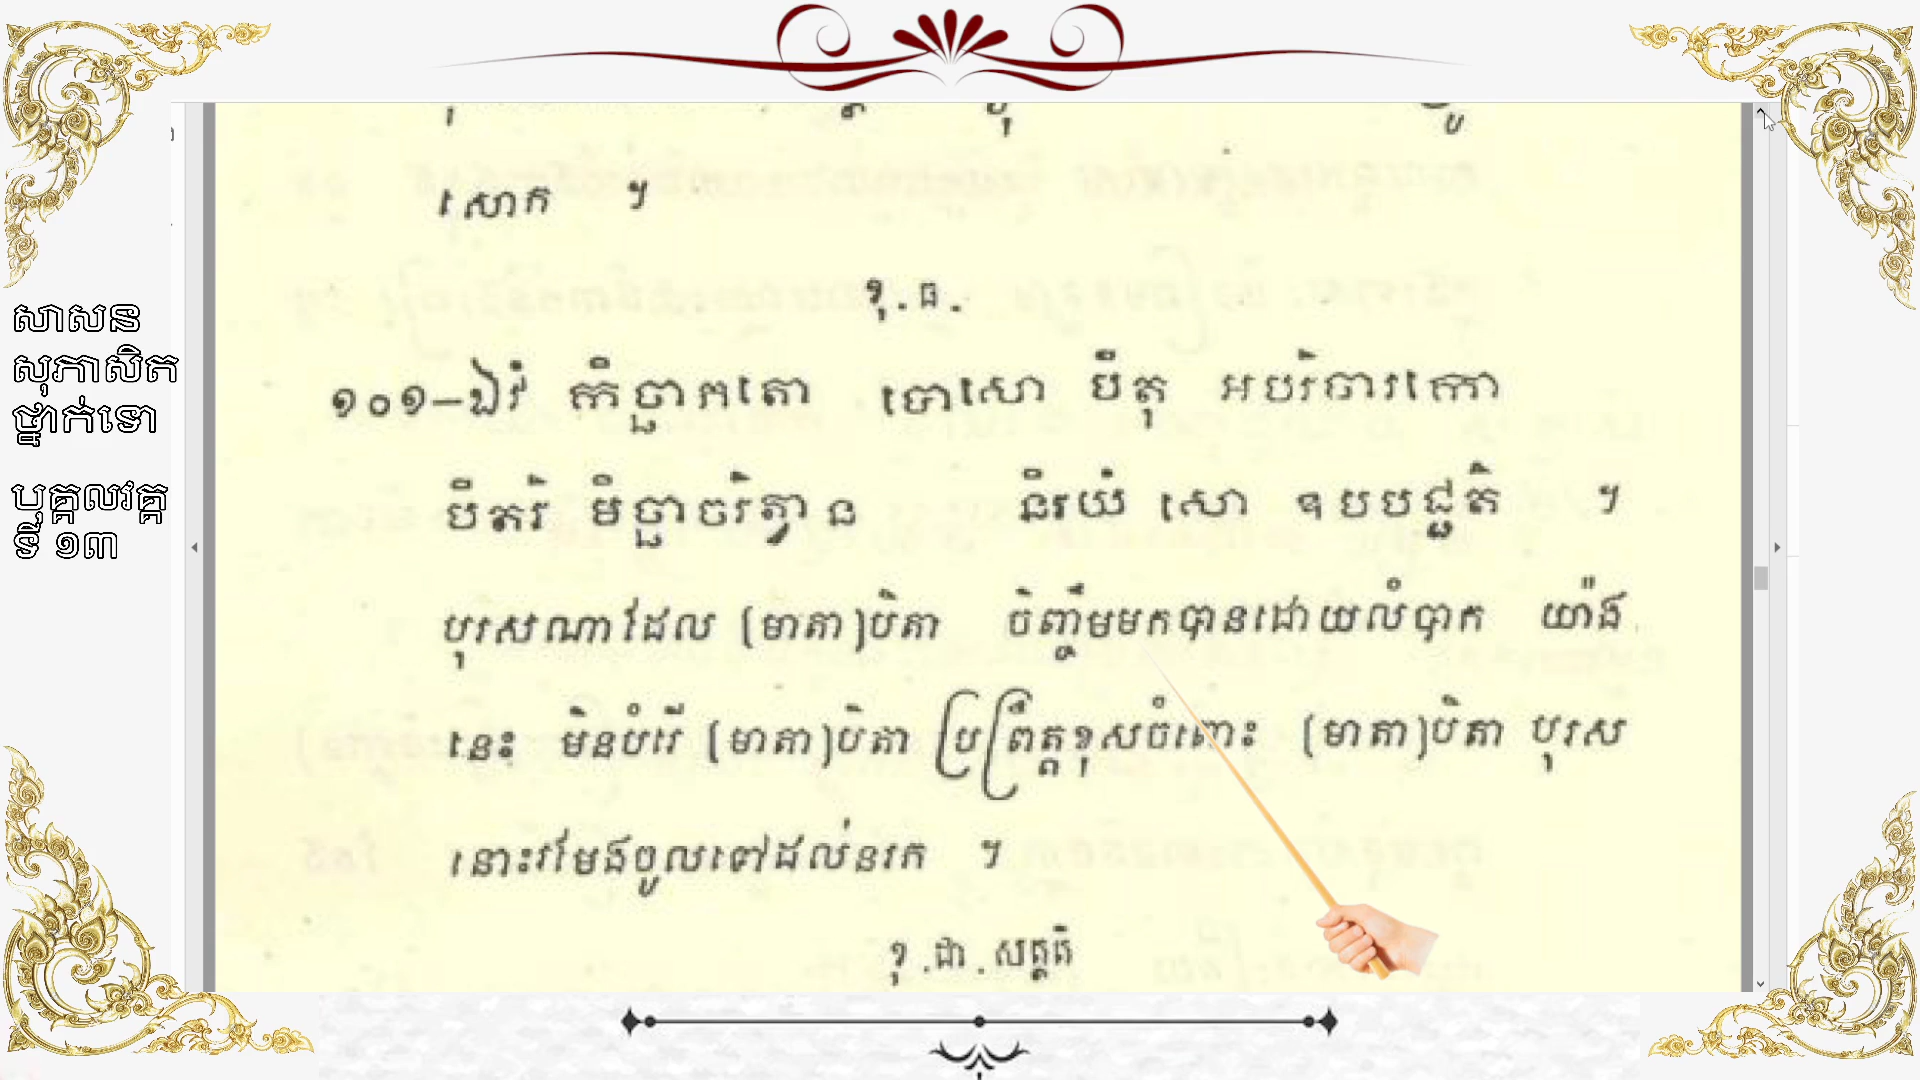 សាសន
សុភាសិត
ថ្នាក់ទោ
បុគ្គលវគ្គ
ទី ១៣
សោក ។
ខុ.ធ.
១០១-ឯវំ កិច្ឆាភតោ បោសោ បិតុ អបរិចារកោ
បិតរិ មិច្ឆាចរិត្វាន និរយំ សោ ឧបបជ្ជតិ ។
បុរសណាដែល (មាតា)បិតា ចិញ្ចឹមមកបានដោយលំបាក យ៉ាង
នេះ មិនបំរើ (មាតា)បិតា ប្រព្រឹត្តខុសចំពោះ (មាតា)បិតា បុរស
នោះរមែងចូលទៅដល់នរក ។
ខុ.ជា.សត្តតិ